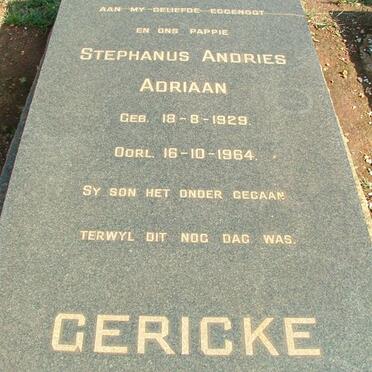 AAN MY GELIEFDE EGGENOOT
EN ONS PAPPIE
STEPHANUS ANDRIES
ADRIAAN
GEB. 18-8-1929.
OORL. 16-10-1964.
SY SON HET ONDER GEGAAN
TERWYL DIT NOG DAG WAS.
GERICKE